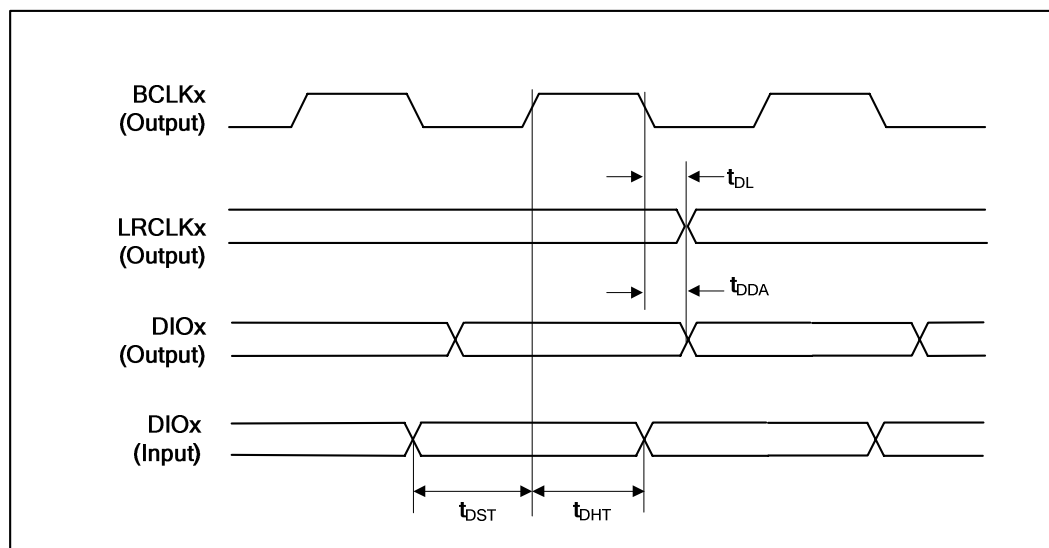 BCLKx
(Output)
tDL
LRCLKx
(Output)
tDDA
DIOx
(Output)
DIOx
(Input)
tDST
tDHT